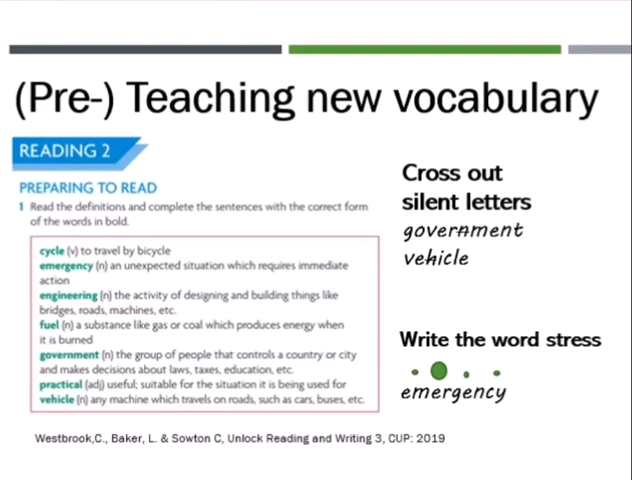 (Pre-) Teaching new vocabulary
READING 2
PREPARING TO READ
1 Read the definitions and complete the sentences with the correct form
of the words in bold.
cycle (v) to travel by bicycle
emergency (n) an unexpected situation which requires immediate
action
engineering (n) the activity of designing and building things like
bridges, roads, machines, etc.
fuel (n) a substance like gas or coal which produces energy when
it is burned
government (n) the group of people that controls a country or city
and makes decisions about laws, taxes, education, etc.
practical (adj) useful; suitable for the situation it is being used for
vehicle (n) any machine which travels on roads, such as cars, buses, etc.
Cross out
silent letters
government
vehicle
Write the word stress
emergency
Westbrook,C., Baker, L. & Sowton C, Unlock Reading and Writing 3, CUP: 2019